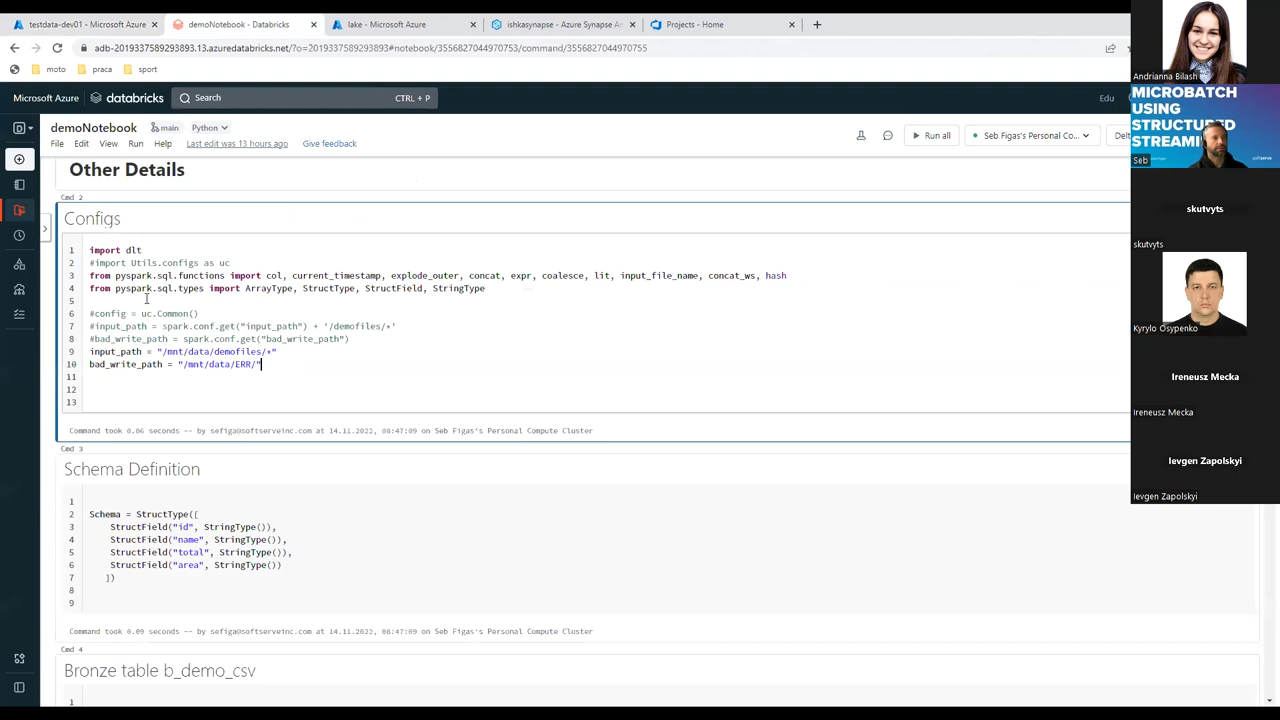 testdata-dev01 - Microsoft Azure
demoNotebook - Databricks
lake - Microsoft Azure
ishkasynapse - Azure Synapse An
Projects - Home
adb-2019337589293893.13.azuredatabricks.net/?o=2019337589293893#notebook/3556827044970753/command/3556827044970755
moto
praca
sport
Microsoft Azure
databricks
Search
CTRL + P
Edu
demoNotebook
main
Python
File
Edit
View
Run
Help
Last edit was 13 hours ago
Give feedback
Run all
Seb Figas's Personal Co...
Delt
Other Details
Cmd 2
Configs
1 import dlt
2 #import Utils.configs as uc
3 from pyspark.sql.functions import col, current_timestamp, explode_outer, concat, expr, coalesce, lit, input_file_name, concat_ws, hash
4 from pyspark.sql.types import ArrayType, StructType, StructField, StringType
5
6 #config = uc.Common()
7 #input_path = spark.conf.get("input_path") + '/demofiles/*'
8 #bad_write_path = spark.conf.get("bad_write_path")
9 input_path = "/mnt/data/demofiles/*"
10 bad_write_path = "/mnt/data/ERR/"
11
12
13
Command took 0.06 seconds -- by sefiga@softserveinc.com at 14.11.2022, 08:47:09 on Seb Figas's Personal Compute Cluster
Cmd 3
Schema Definition
1
2 Schema = StructType([
3 StructField("id", StringType()),
4 StructField("name", StringType()),
5 StructField("total", StringType()),
6 StructField("area", StringType())
7 ])
8
9
Command took 0.09 seconds -- by sefiga@softserveinc.com at 14.11.2022, 08:47:09 on Seb Figas's Personal Compute Cluster
Cmd 4
Bronze table b_demo_csv
1
Andrianna Bilash
MICROBATCH
USING
STRUCTURED
STREAMI
softserve
Seb
skutvyts
skutvyts
Kyrylo Osypenko
Ireneusz Mecka
Ireneusz Mecka
Ievgen Zapolskyi
Ievgen Zapolskyi